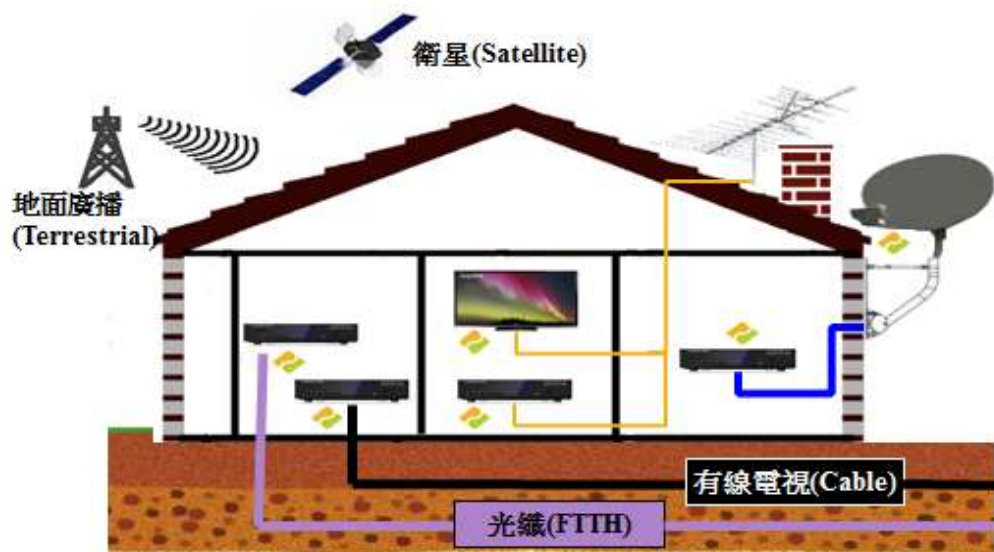 衛星(Satellite)
地面廣播
(Terrestrial)
有線電視(Cable)
光纖(FTTH)